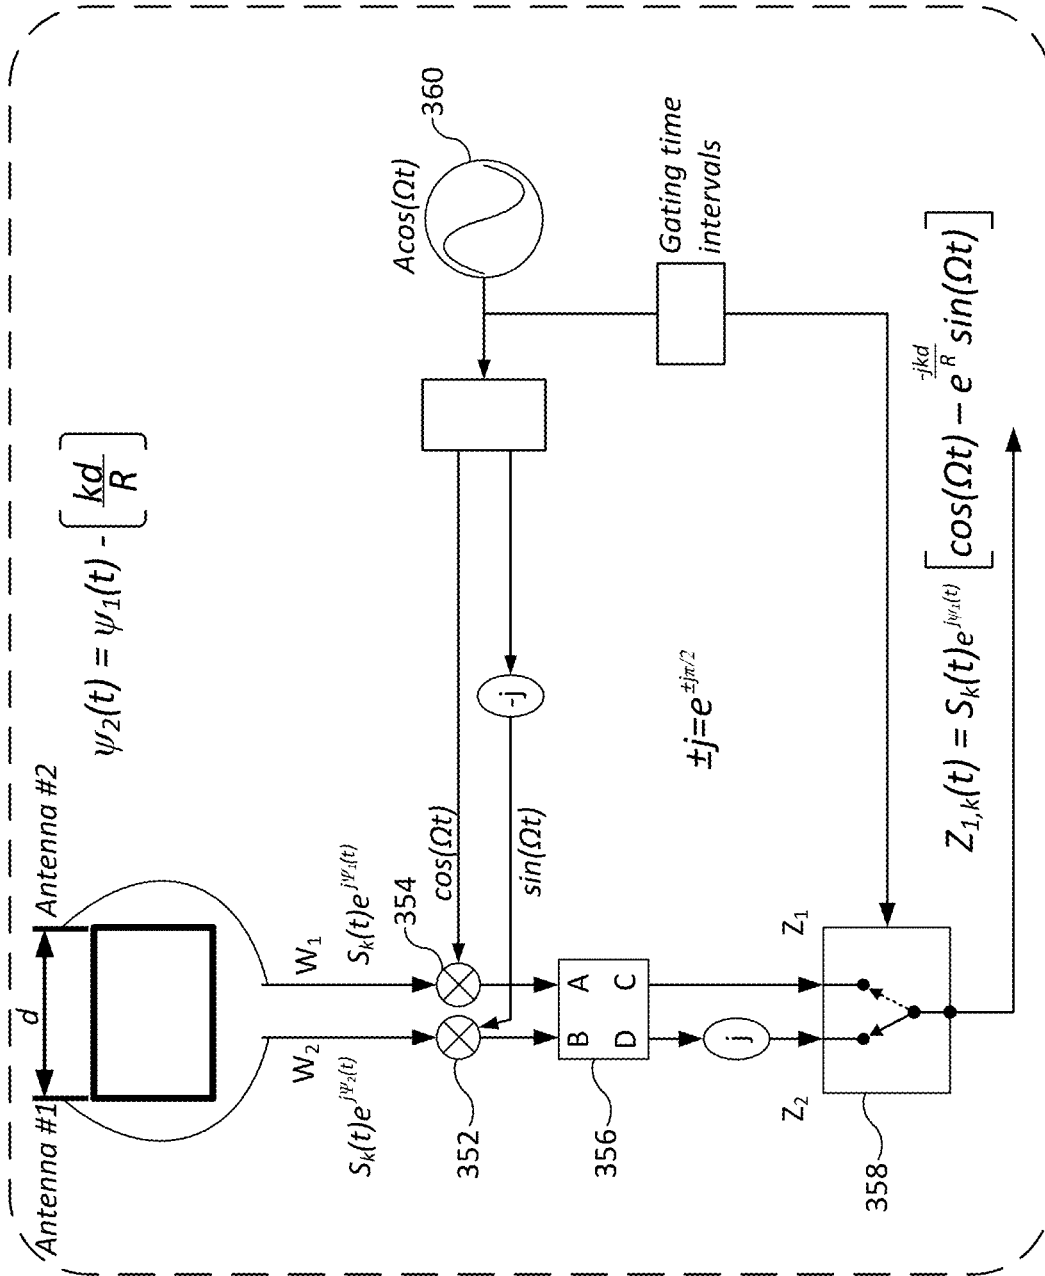 Antenna #1
d
Antenna #2
ψ₂(t) = ψ₁(t) - [kd/R]
W₂
Sₖ(t)e^{jΨ₂(t)}
W₁
Sₖ(t)e^{jΨ₁(t)}
352
354
cos(Ωt)
sin(Ωt)
-j
Acos(Ωt)
360
B
A
D
C
356
j
±j=e^{±jπ/2}
Gating time
intervals
Z₂
Z₁
358
Z₁,ₖ(t) = Sₖ(t)e^{jψ₁(t)} [cos(Ωt) – e^{-jkd/R} sin(Ωt)]